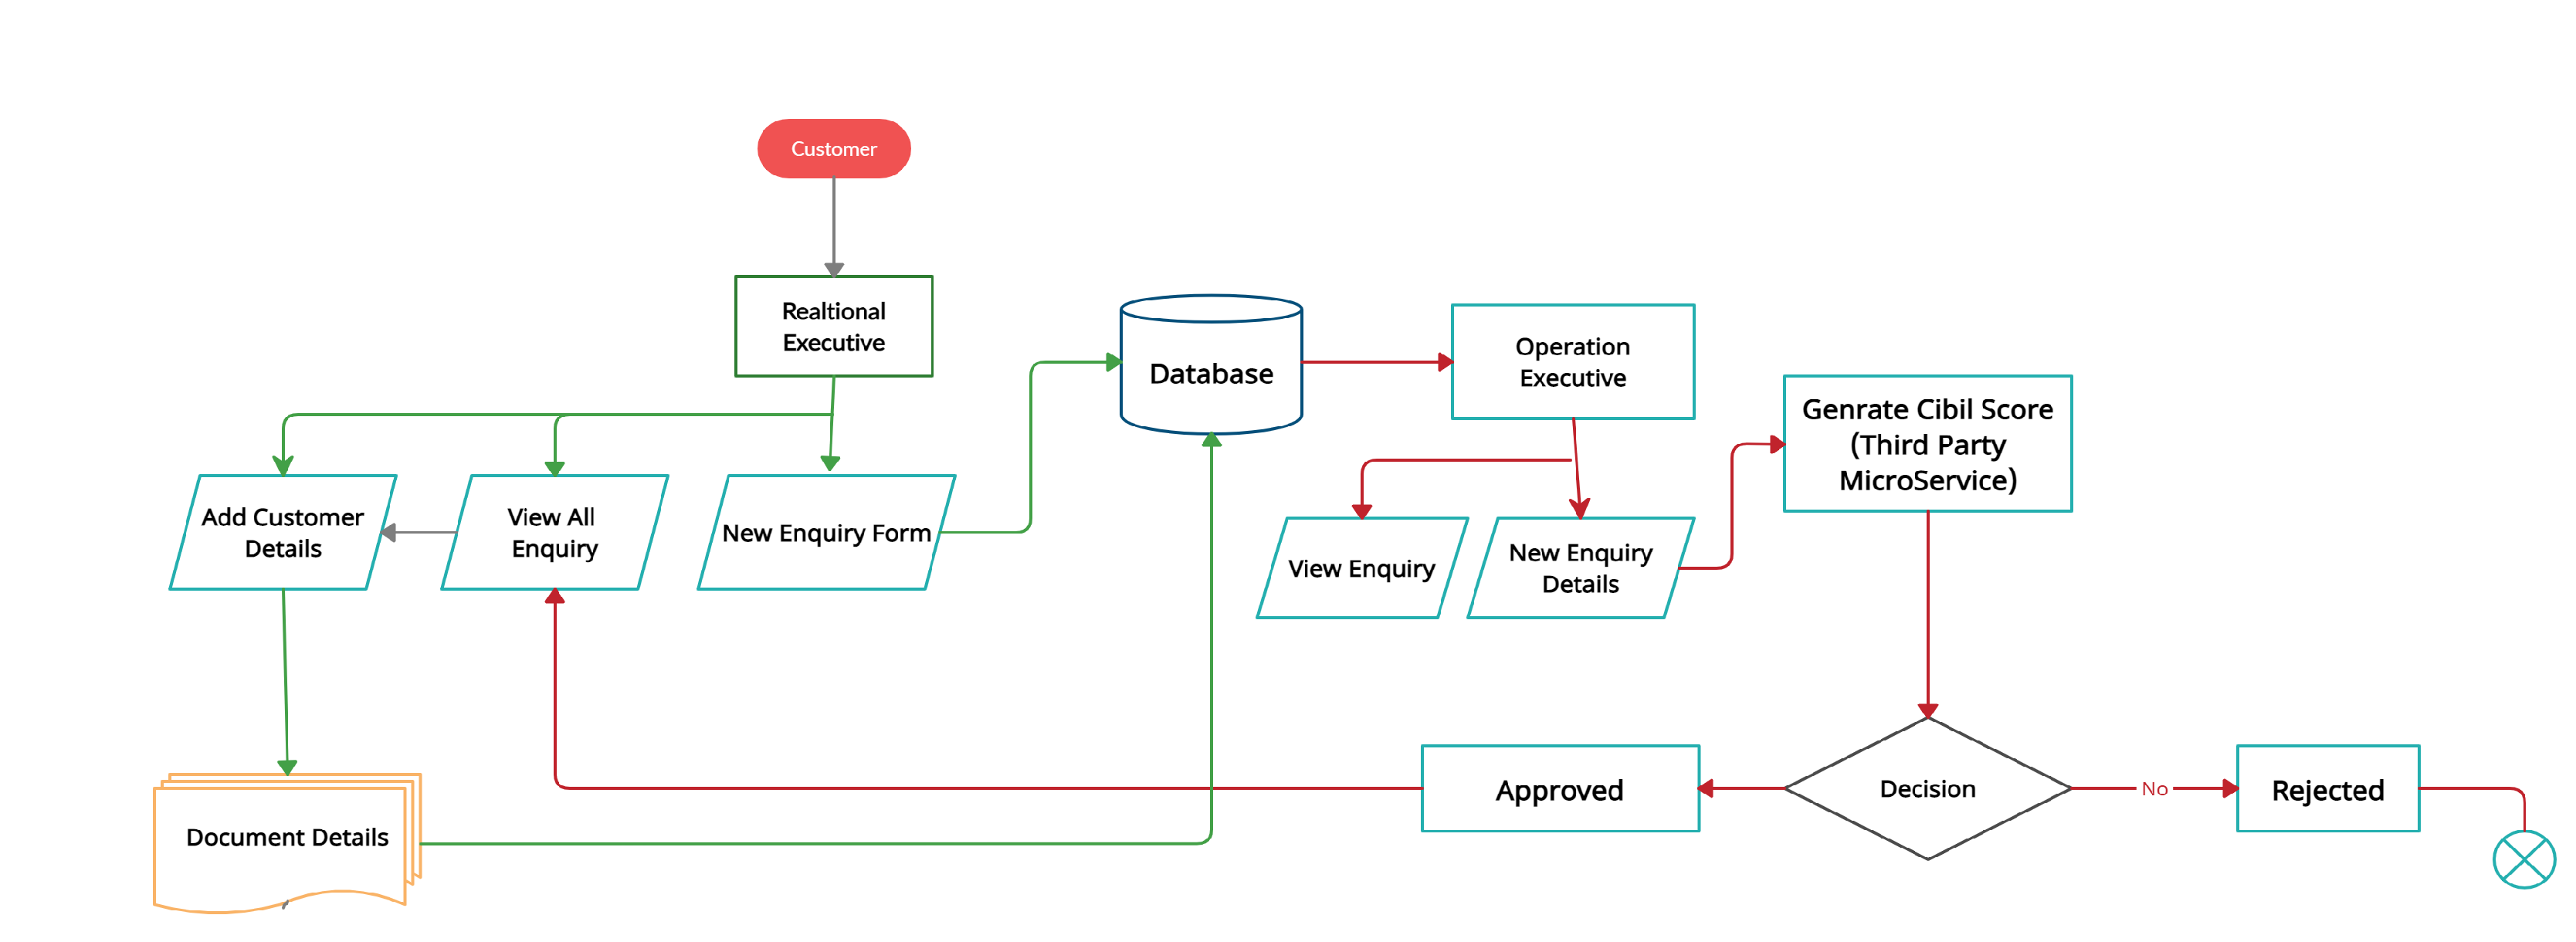 Customer
Realtional
Executive
Database
Operation
Executive
Genrate Cibil Score
(Third Party
MicroService)
Add Customer
Details
View All
Enquiry
New Enquiry Form
View Enquiry
New Enquiry
Details
Document Details
Approved
Decision
No
Rejected